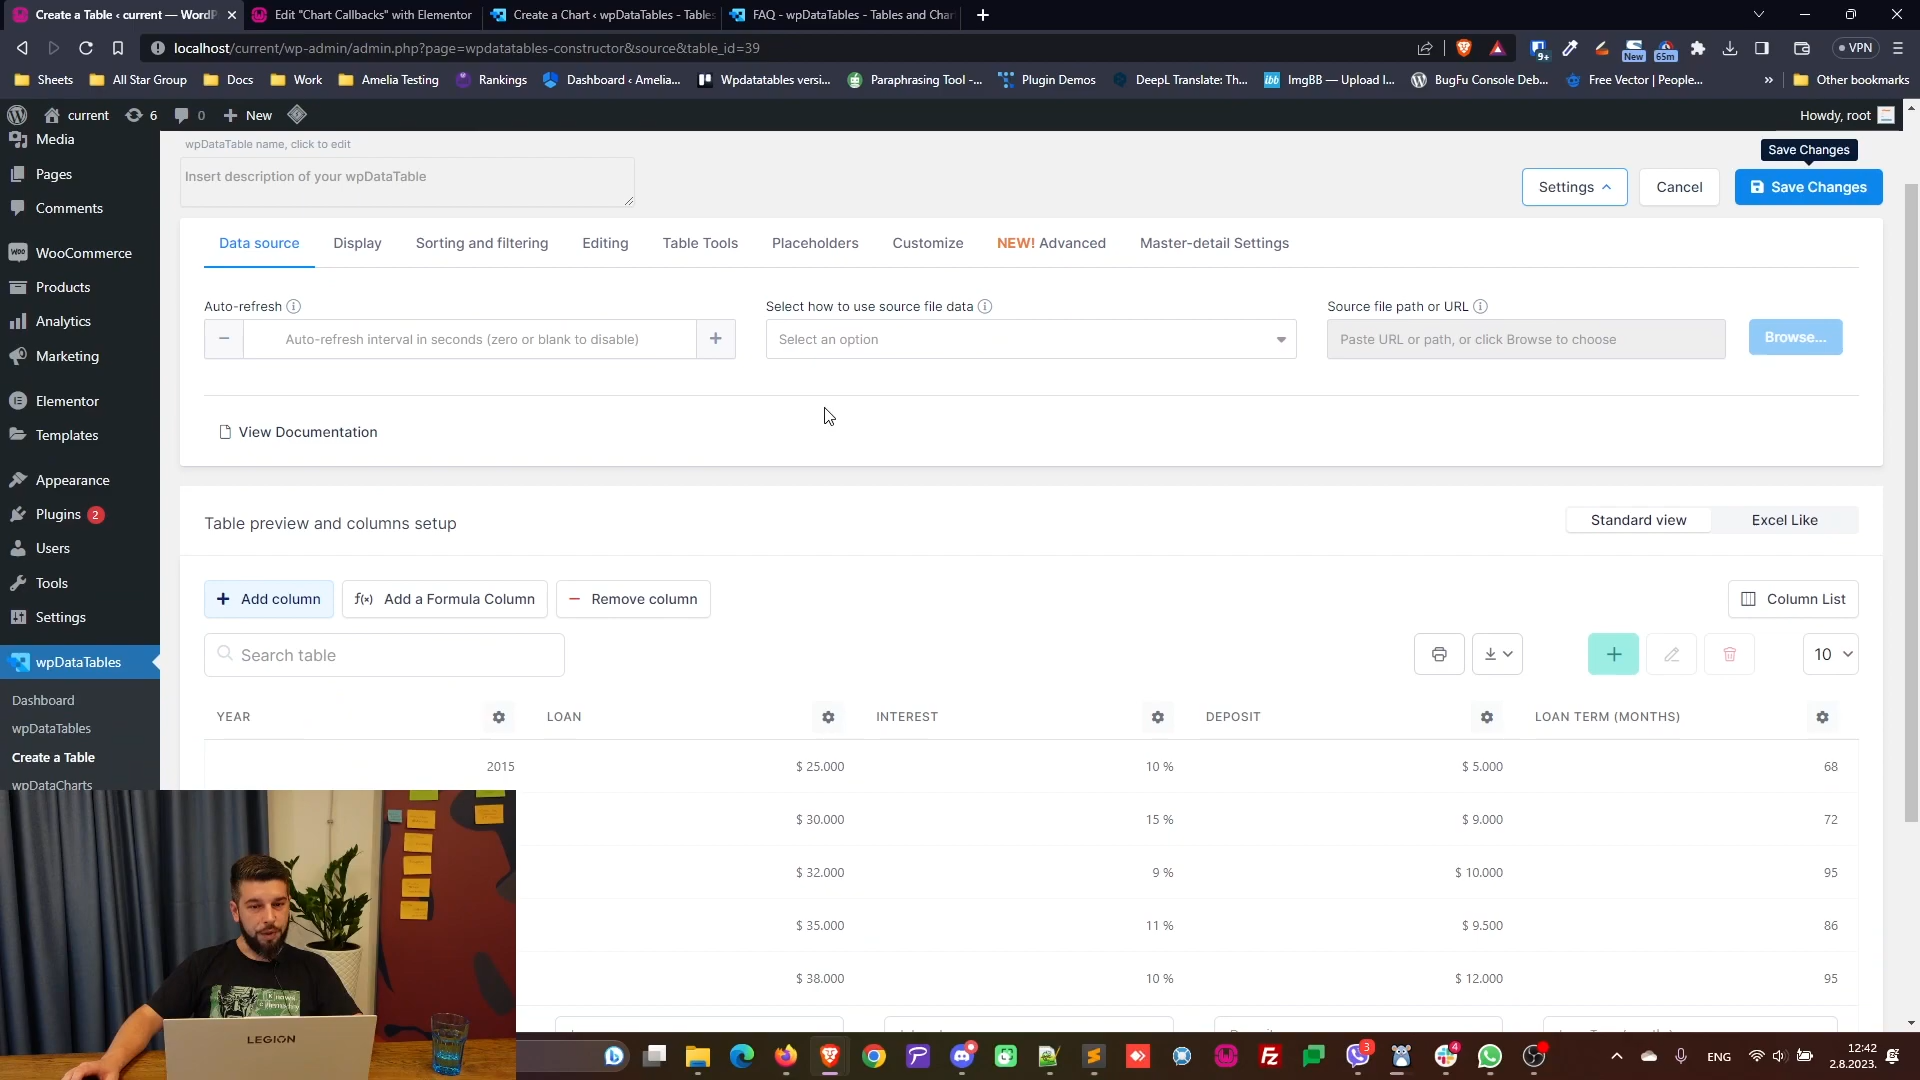 Create a Table ‹ current — WordP
Edit "Chart Callbacks" with Elementor
Create a Chart ‹ wpDataTables - Tables
FAQ - wpDataTables - Tables and Char
localhost/current/wp-admin/admin.php?page=wpdatatables-constructor&source&table_id=39
9+
New
65m
VPN
Sheets
All Star Group
Docs
Work
Amelia Testing
Rankings
Dashboard ‹ Amelia...
Wpdatatables versi...
Paraphrasing Tool -...
Plugin Demos
DeepL Translate: Th...
ibb
ImgBB — Upload I...
BugFu Console Deb...
Free Vector | People...
»
Other bookmarks
current
6
0
New
Howdy, root
Media
Pages
Comments
WooCommerce
Products
Analytics
Marketing
Elementor
Templates
Appearance
Plugins 2
Users
Tools
Settings
wpDataTables
Dashboard
wpDataTables
Create a Table
wpDataCharts
wpDataTable name, click to edit
Insert description of your wpDataTable
Save Changes
Settings
Cancel
Save Changes
Data source
Display
Sorting and filtering
Editing
Table Tools
Placeholders
Customize
NEW! Advanced
Master-detail Settings
Auto-refresh
Select how to use source file data
Source file path or URL
Auto-refresh interval in seconds (zero or blank to disable)
Select an option
Paste URL or path, or click Browse to choose
Browse...
View Documentation
Table preview and columns setup
Standard view
Excel Like
Add column
f(x) Add a Formula Column
Remove column
Column List
Search table
10
YEAR
LOAN
INTEREST
DEPOSIT
LOAN TERM (MONTHS)
2015
$ 25.000
10 %
$ 5.000
68
$ 30.000
15 %
$ 9.000
72
$ 32.000
9 %
$ 10.000
95
$ 35.000
11 %
$ 9.500
86
$ 38.000
10 %
$ 12.000
95
LEGION
3
4
ENG
12:42
2.8.2023.